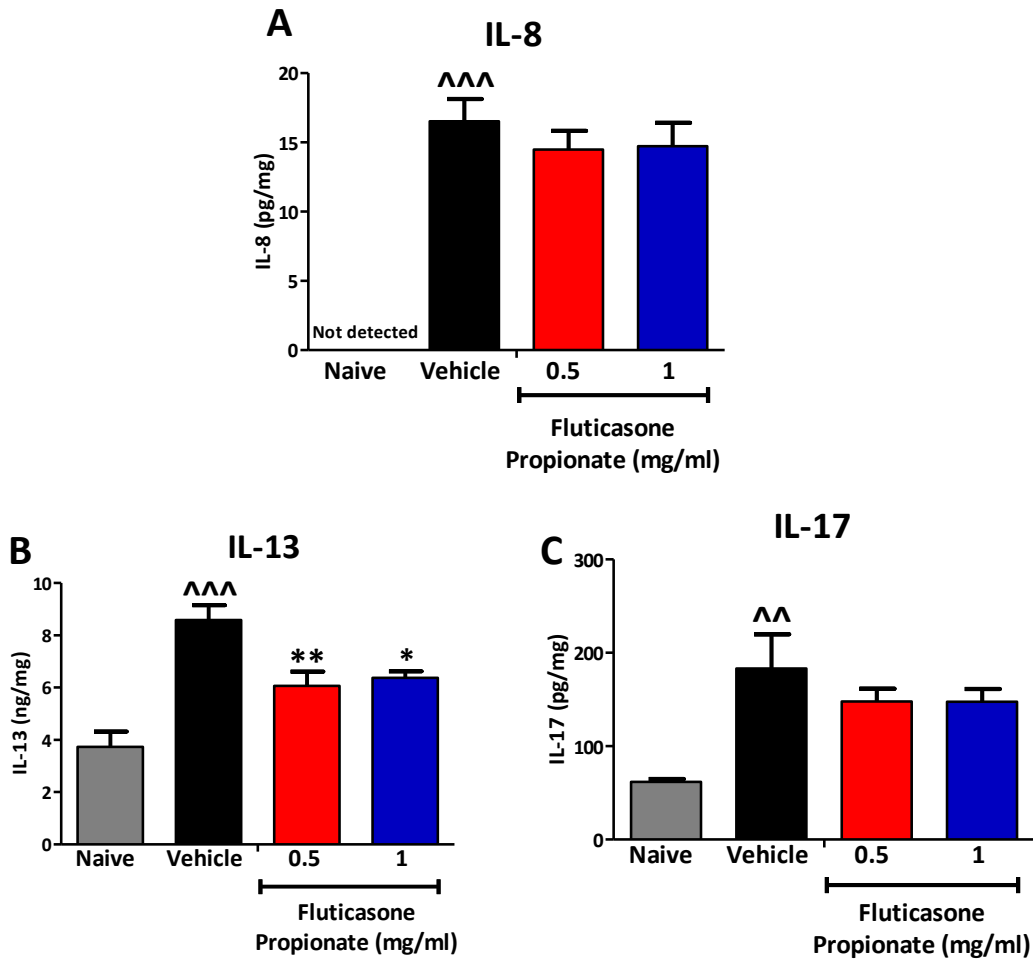 A
IL-8
IL-8 (pg/mg)
20
15
10
5
0
^^^
Not detected
Naive Vehicle 0.5 1
Fluticasone
Propionate (mg/ml)
B
IL-13
IL-13 (ng/mg)
10
8
6
4
2
0
^^^
** *
Naive Vehicle 0.5 1
Fluticasone
Propionate (mg/ml)
C
IL-17
IL-17 (pg/mg)
300
200
100
0
^^
Naive Vehicle 0.5 1
Fluticasone
Propionate (mg/ml)